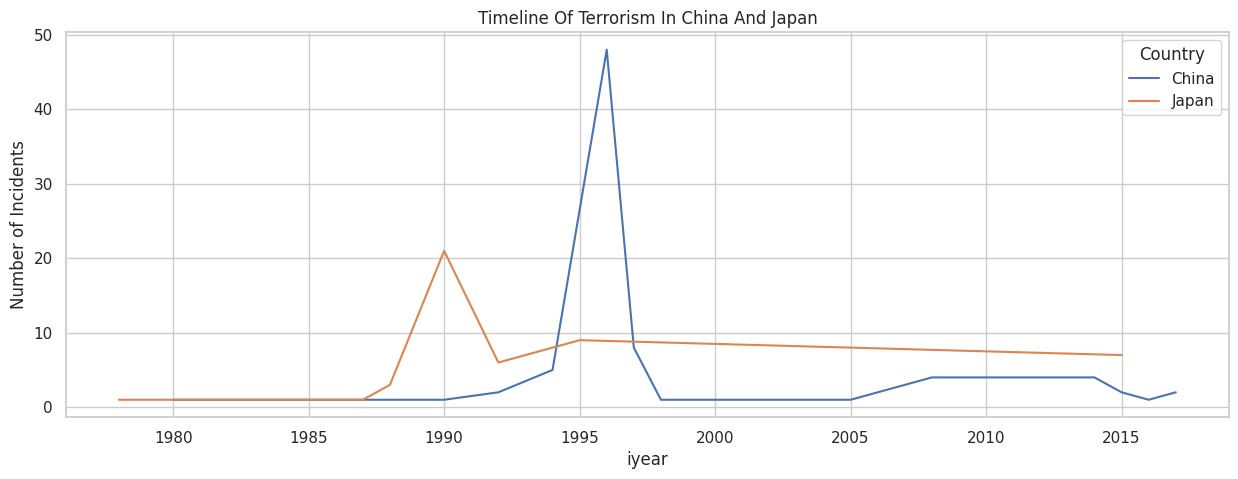 Timeline Of Terrorism In China And Japan
Number of Incidents
50
40
30
20
10
0
Country
China
Japan
1980 1985 1990 1995 2000 2005 2010 2015
iyear